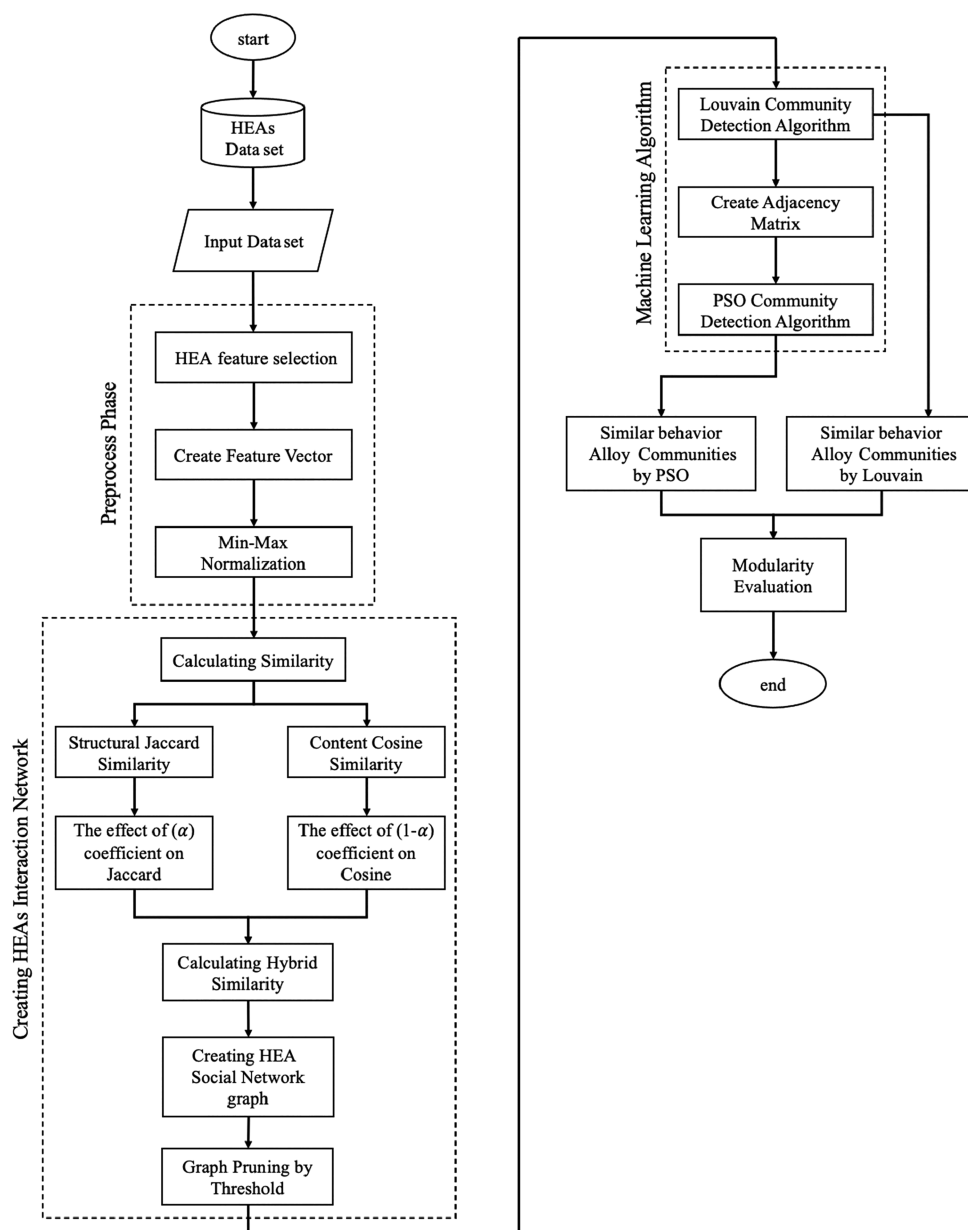 start
HEAs
Data set
Input Data set
Preprocess Phase
HEA feature selection
Create Feature Vector
Min-Max
Normalization
Creating HEAs Interaction Network
Calculating Similarity
Structural Jaccard
Similarity
Content Cosine
Similarity
The effect of (α)
coefficient on
Jaccard
The effect of (1-α)
coefficient on
Cosine
Calculating Hybrid
Similarity
Creating HEA
Social Network
graph
Graph Pruning by
Threshold
Machine Learning Algorithm
Louvain Community
Detection Algorithm
Create Adjacency
Matrix
PSO Community
Detection Algorithm
Similar behavior
Alloy Communities
by PSO
Similar behavior
Alloy Communities
by Louvain
Modularity
Evaluation
end